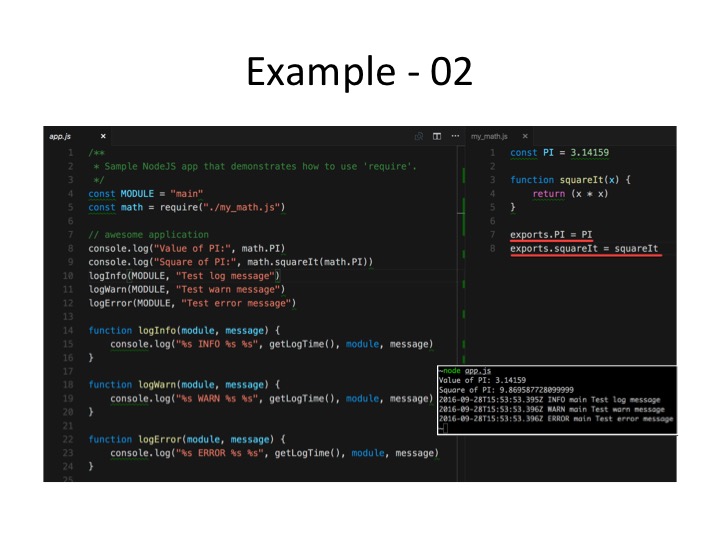 Example - 02
app.js × ···
1 /**
2 * Sample NodeJS app that demonstrates how to use 'require'.
3 */
4 const MODULE = "main"
5 const math = require("./my_math.js")
6
7 // awesome application
8 console.log("Value of PI:", math.PI)
9 console.log("Square of PI:", math.squareIt(math.PI))
10 logInfo(MODULE, "Test log message")
11 logWarn(MODULE, "Test warn message")
12 logError(MODULE, "Test error message")
13
14 function logInfo(module, message) {
15 console.log("%s INFO %s %s", getLogTime(), module, message)
16 }
17
18 function logWarn(module, message) {
19 console.log("%s WARN %s %s", getLogTime(), module, message)
20 }
21
22 function logError(module, message) {
23 console.log("%s ERROR %s %s", getLogTime(), module, message)
24 }
25
my_math.js ×
1 const PI = 3.14159
2
3 function squareIt(x) {
4 return (x * x)
5 }
6
7 exports.PI = PI
8 exports.squareIt = squareIt
~node app.js
Value of PI: 3.14159
Square of PI: 9.869587728099999
2016-09-28T15:53:53.395Z INFO main Test log message
2016-09-28T15:53:53.396Z WARN main Test warn message
2016-09-28T15:53:53.396Z ERROR main Test error message
~